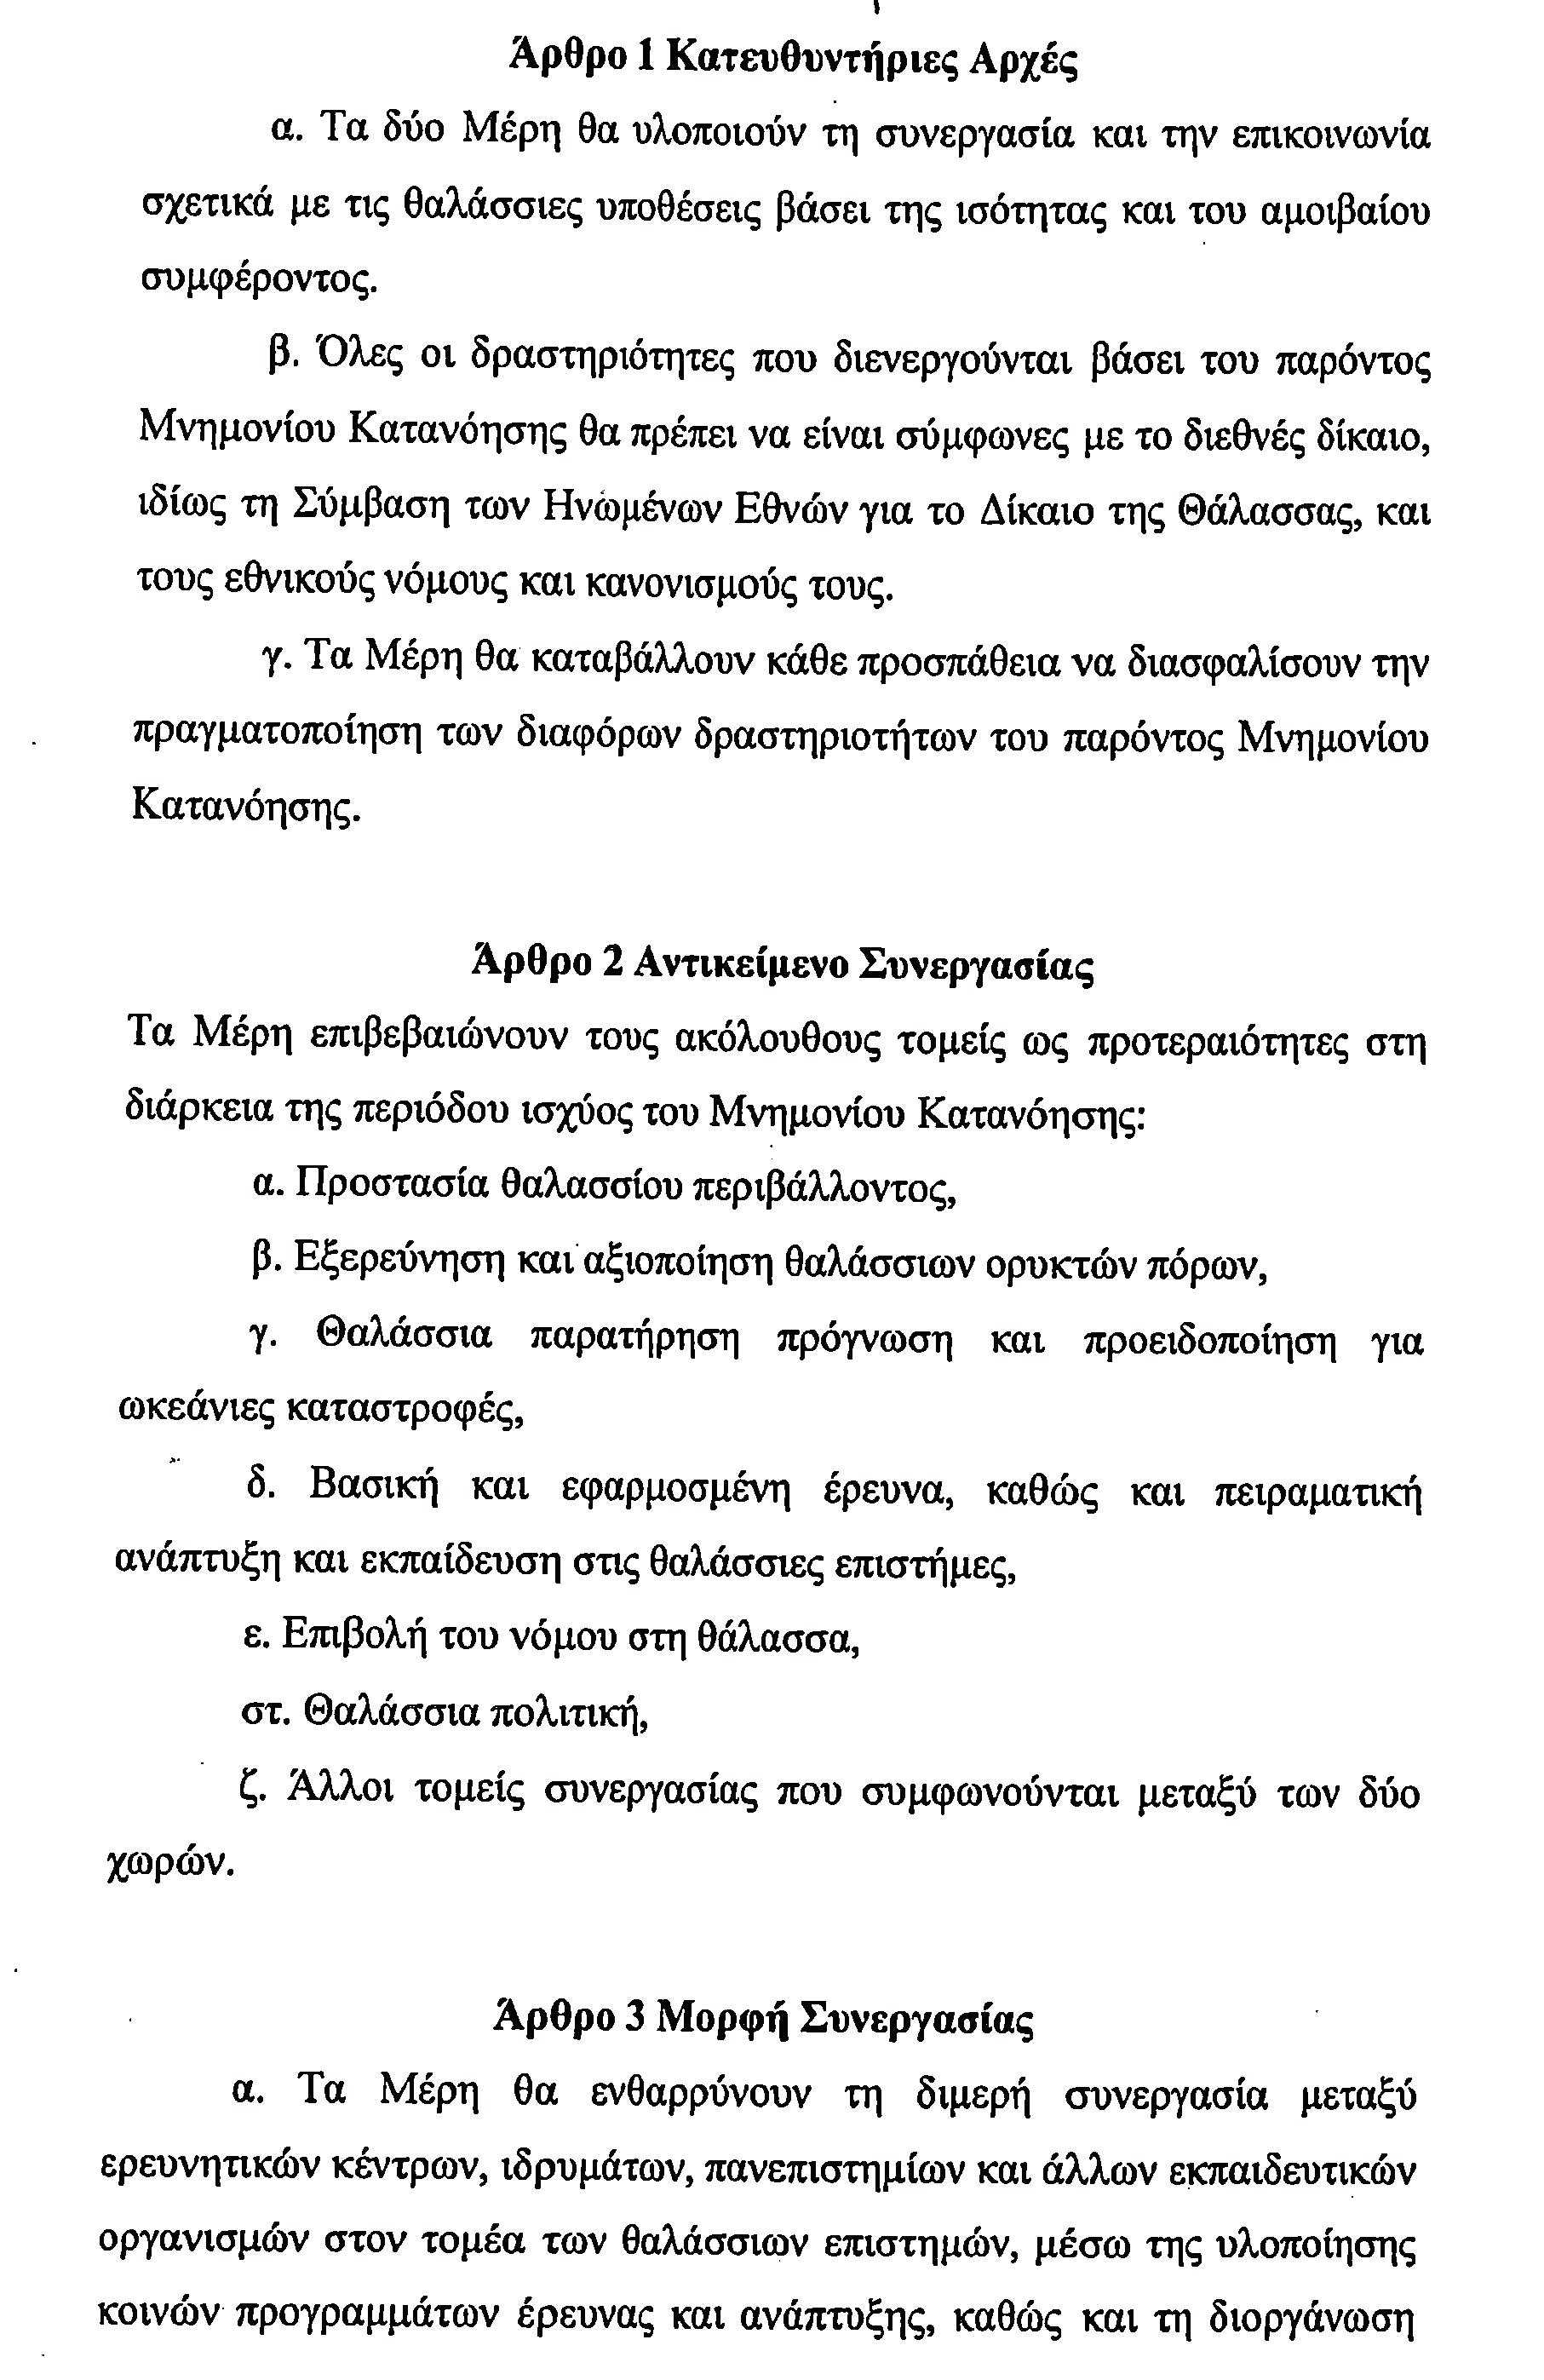 Άρθρο 1 Κατευθυντήριες Αρχές
α. Τα δύο Μέρη θα υλοποιούν τη συνεργασία και την επικοινωνία
σχετικά με τις θαλάσσιες υποθέσεις βάσει της ισότητας και του αμοιβαίου
συμφέροντος.
β. Όλες οι δραστηριότητες που διενεργούνται βάσει του παρόντος
Μνημονίου Κατανόησης θα πρέπει να είναι σύμφωνες με το διεθνές δίκαιο,
ιδίως τη Σύμβαση των Ηνωμένων Εθνών για το Δίκαιο της Θάλασσας, και
τους εθνικούς νόμους και κανονισμούς τους.
γ. Τα Μέρη θα καταβάλλουν κάθε προσπάθεια να διασφαλίσουν την
πραγματοποίηση των διαφόρων δραστηριοτήτων του παρόντος Μνημονίου
Κατανόησης.
Άρθρο 2 Αντικείμενο Συνεργασίας
Τα Μέρη επιβεβαιώνουν τους ακόλουθους τομείς ως προτεραιότητες στη
διάρκεια της περιόδου ισχύος του Μνημονίου Κατανόησης:
α. Προστασία θαλασσίου περιβάλλοντος,
β. Εξερεύνηση και αξιοποίηση θαλάσσιων ορυκτών πόρων,
γ. Θαλάσσια παρατήρηση πρόγνωση και προειδοποίηση για
ωκεάνιες καταστροφές,
δ. Βασική και εφαρμοσμένη έρευνα, καθώς και πειραματική
ανάπτυξη και εκπαίδευση στις θαλάσσιες επιστήμες,
ε. Επιβολή του νόμου στη θάλασσα,
στ. Θαλάσσια πολιτική,
ζ. Άλλοι τομείς συνεργασίας που συμφωνούνται μεταξύ των δύο
χωρών.
Άρθρο 3 Μορφή Συνεργασίας
α. Τα Μέρη θα ενθαρρύνουν τη διμερή συνεργασία μεταξύ
ερευνητικών κέντρων, ιδρυμάτων, πανεπιστημίων και άλλων εκπαιδευτικών
οργανισμών στον τομέα των θαλάσσιων επιστημών, μέσω της υλοποίησης
κοινών προγραμμάτων έρευνας και ανάπτυξης, καθώς και τη διοργάνωση